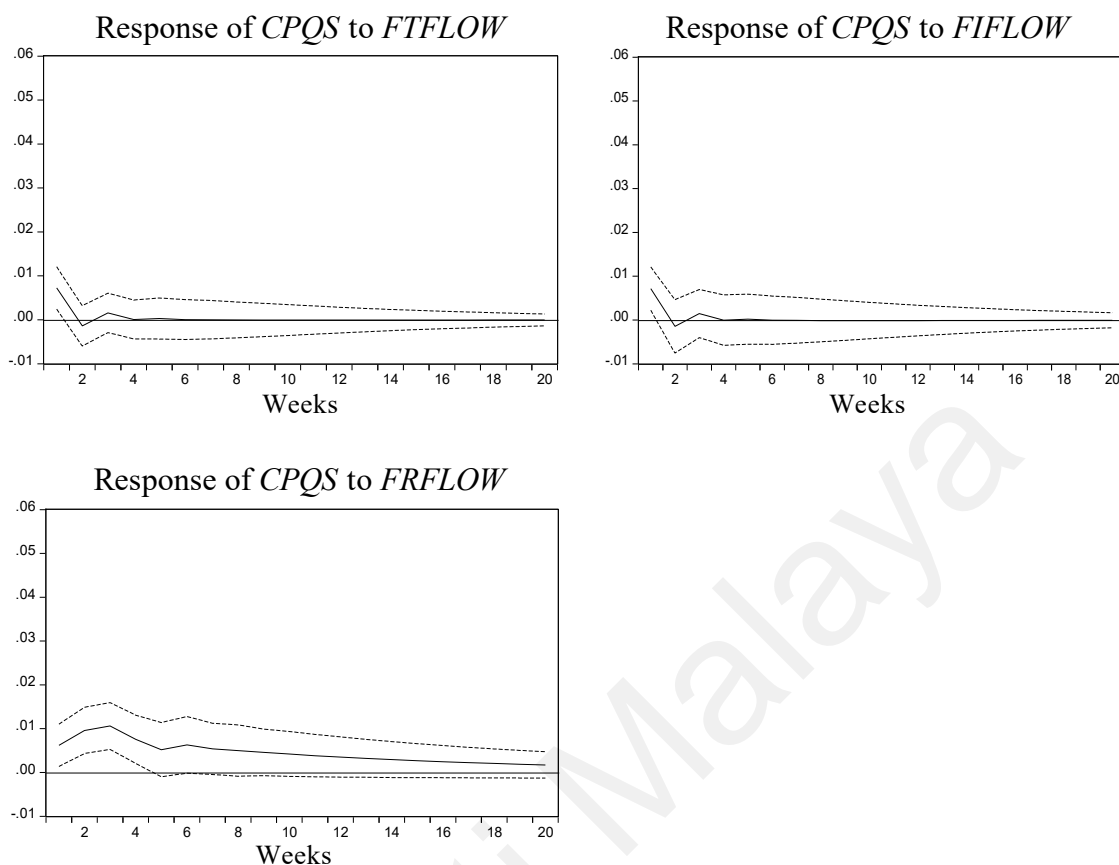 Response of CPQS to FTFLOW
.06
.05
.04
.03
.02
.01
.00
-.01
2 4 6 8 10 12 14 16 18 20
Weeks
Response of CPQS to FIFLOW
.06
.05
.04
.03
.02
.01
.00
-.01
2 4 6 8 10 12 14 16 18 20
Weeks
Response of CPQS to FRFLOW
.06
.05
.04
.03
.02
.01
.00
-.01
2 4 6 8 10 12 14 16 18 20
Weeks
Malaya